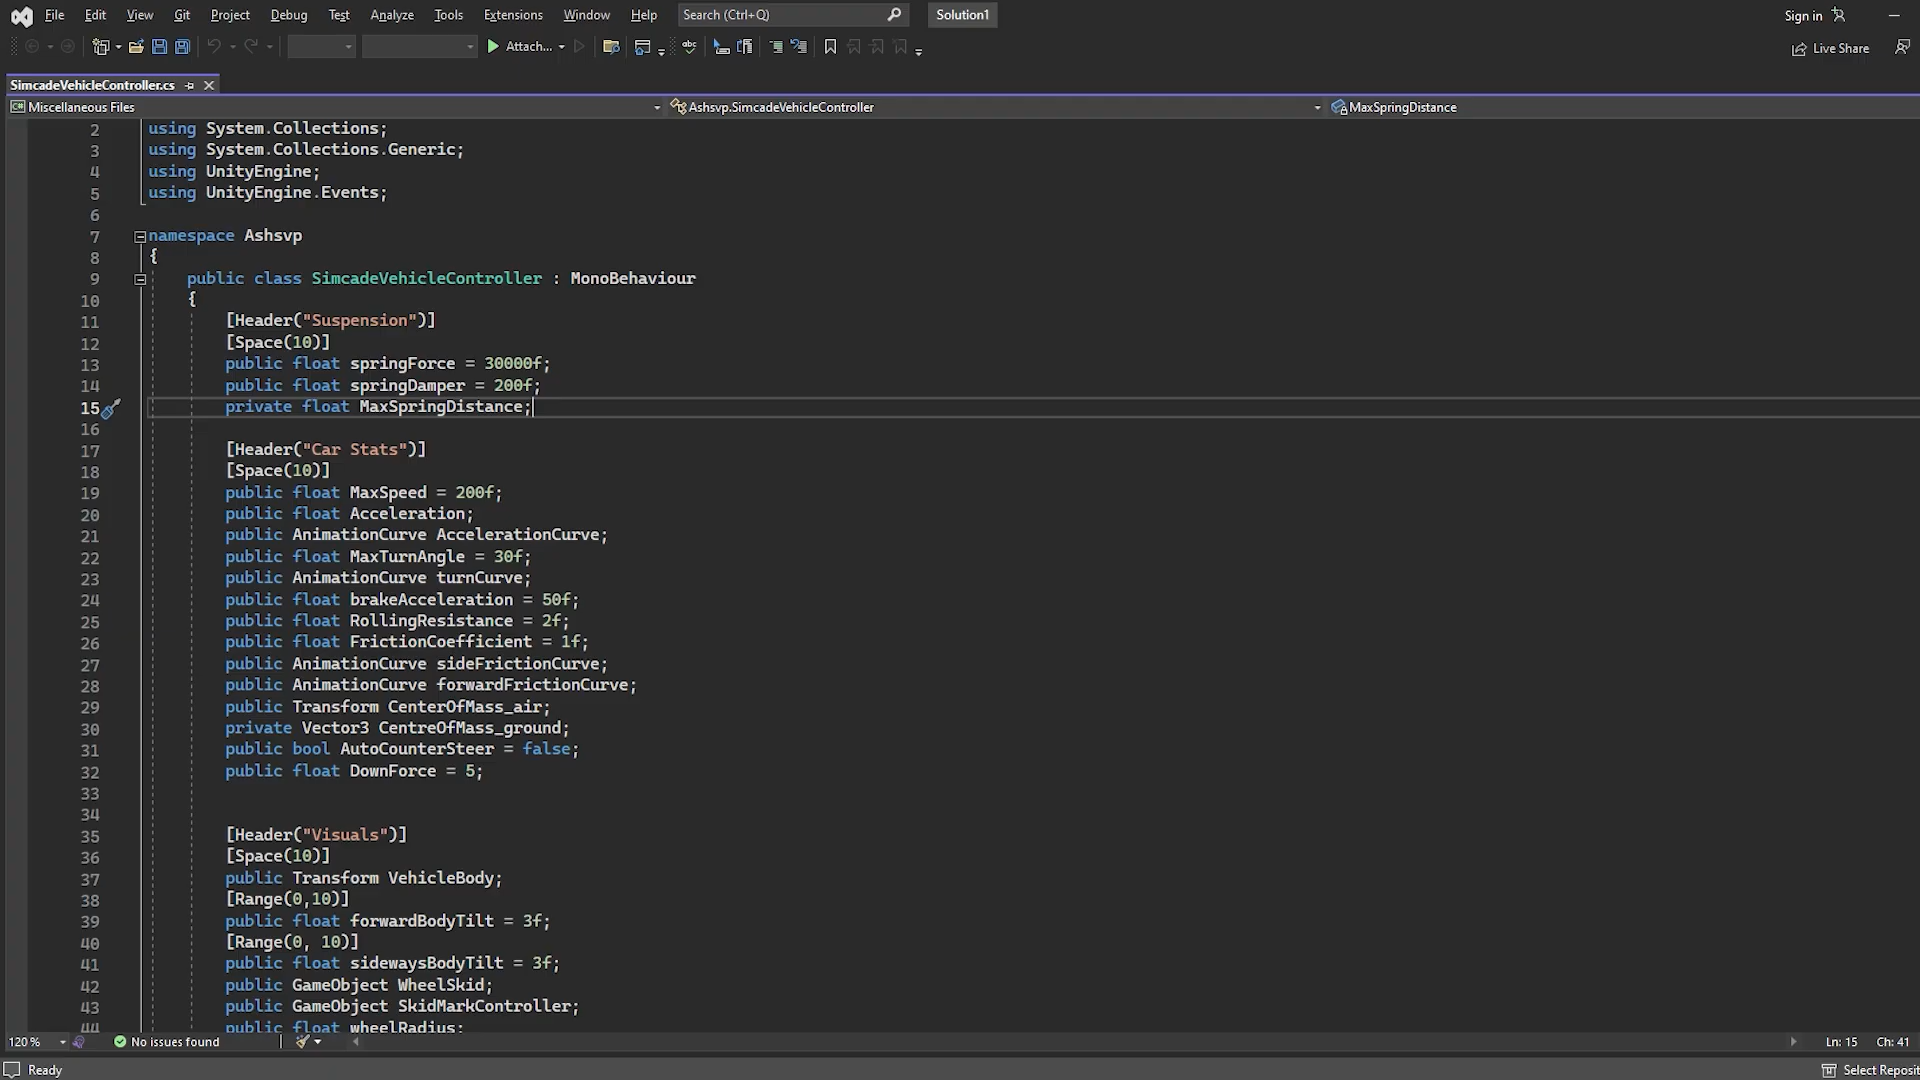 File Edit View Git Project Debug Test Analyze Tools Extensions Window Help Search (Ctrl+Q) Solution1 Sign in
Attach... Live Share
SimcadeVehicleController.cs
C# Miscellaneous Files Ashsvp.SimcadeVehicleController MaxSpringDistance
2 using System.Collections;
3 using System.Collections.Generic;
4 using UnityEngine;
5 using UnityEngine.Events;
6
7 namespace Ashsvp
8 {
9 public class SimcadeVehicleController : MonoBehaviour
10 {
11 [Header("Suspension")]
12 [Space(10)]
13 public float springForce = 30000f;
14 public float springDamper = 200f;
15 private float MaxSpringDistance;
16
17 [Header("Car Stats")]
18 [Space(10)]
19 public float MaxSpeed = 200f;
20 public float Acceleration;
21 public AnimationCurve AccelerationCurve;
22 public float MaxTurnAngle = 30f;
23 public AnimationCurve turnCurve;
24 public float brakeAcceleration = 50f;
25 public float RollingResistance = 2f;
26 public float FrictionCoefficient = 1f;
27 public AnimationCurve sideFrictionCurve;
28 public AnimationCurve forwardFrictionCurve;
29 public Transform CenterOfMass_air;
30 private Vector3 CentreOfMass_ground;
31 public bool AutoCounterSteer = false;
32 public float DownForce = 5;
33
34
35 [Header("Visuals")]
36 [Space(10)]
37 public Transform VehicleBody;
38 [Range(0,10)]
39 public float forwardBodyTilt = 3f;
40 [Range(0, 10)]
41 public float sidewaysBodyTilt = 3f;
42 public GameObject WheelSkid;
43 public GameObject SkidMarkController;
44 public float wheelRadius;
120 % No issues found Ln: 15 Ch: 41
Ready Select Reposit